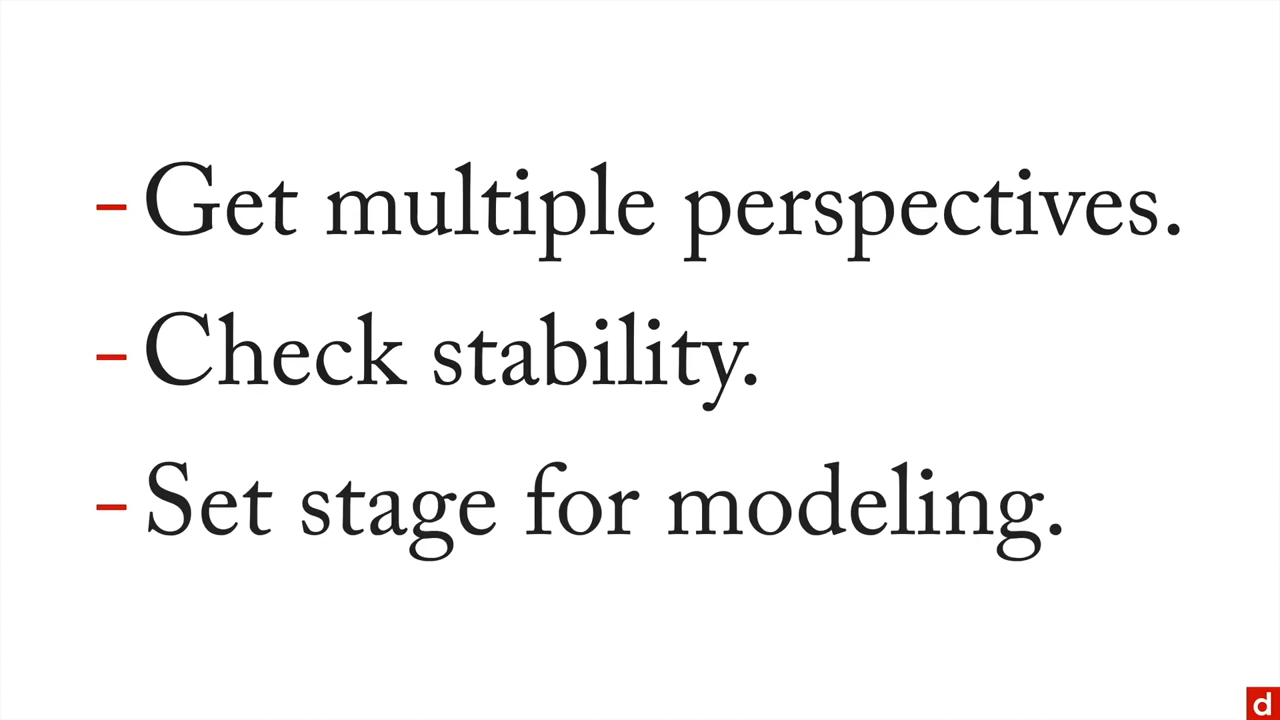 - Get multiple perspectives.
- Check stability.
- Set stage for modeling.
d